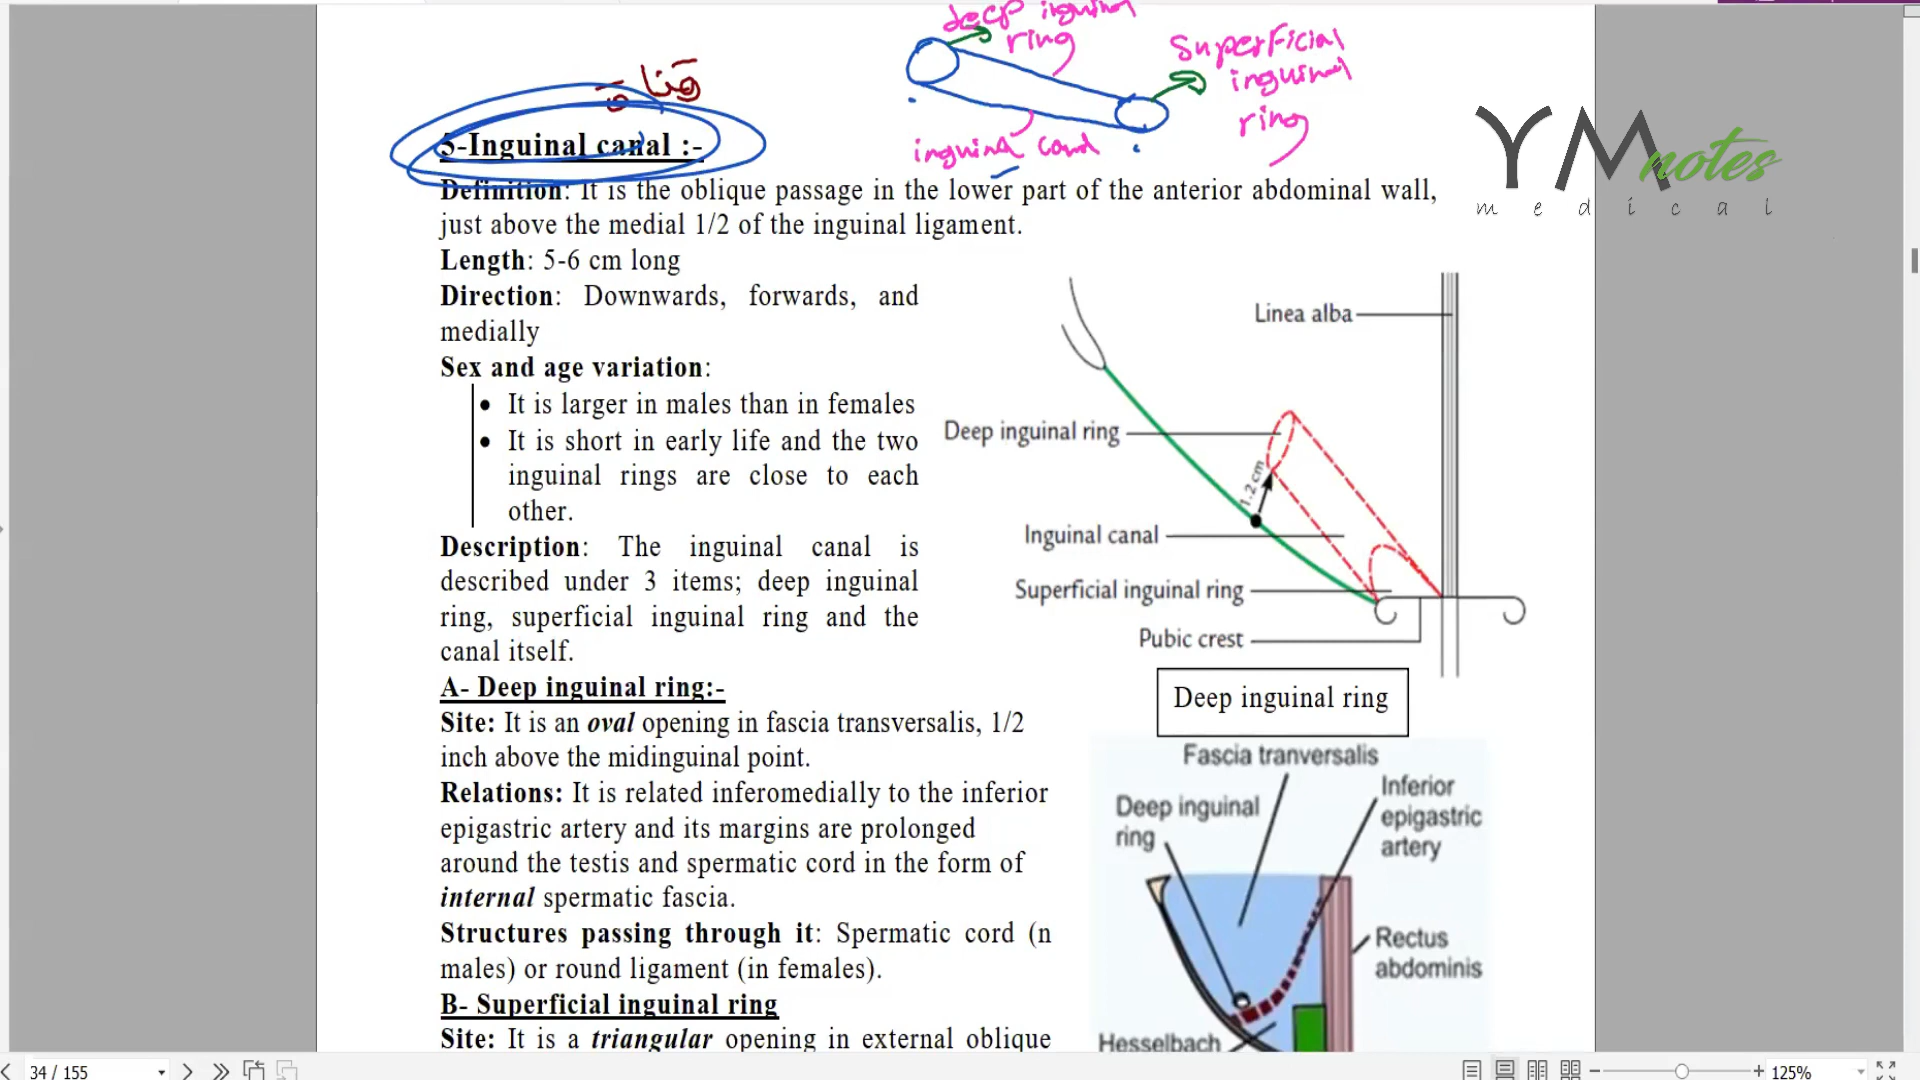 deep inguinal
ring
superficial
inguinal
ring
قناة
inguinal canal
YM notes
medical
5-Inguinal canal :-
Definition: It is the oblique passage in the lower part of the anterior abdominal wall,
just above the medial 1/2 of the inguinal ligament.
Length: 5-6 cm long
Direction: Downwards, forwards, and
medially
Sex and age variation:
• It is larger in males than in females
• It is short in early life and the two
inguinal rings are close to each
other.
Description: The inguinal canal is
described under 3 items; deep inguinal
ring, superficial inguinal ring and the
canal itself.
A- Deep inguinal ring:-
Site: It is an oval opening in fascia transversalis, 1/2
inch above the midinguinal point.
Relations: It is related inferomedially to the inferior
epigastric artery and its margins are prolonged
around the testis and spermatic cord in the form of
internal spermatic fascia.
Structures passing through it: Spermatic cord (n
males) or round ligament (in females).
B- Superficial inguinal ring
Site: It is a triangular opening in external oblique
Linea alba
Deep inguinal ring
1.2 cm
Inguinal canal
Superficial inguinal ring
Pubic crest
Deep inguinal ring
Fascia tranversalis
Deep inguinal
ring
Inferior
epigastric
artery
Rectus
abdominis
Hesselbach
34 / 155
125%